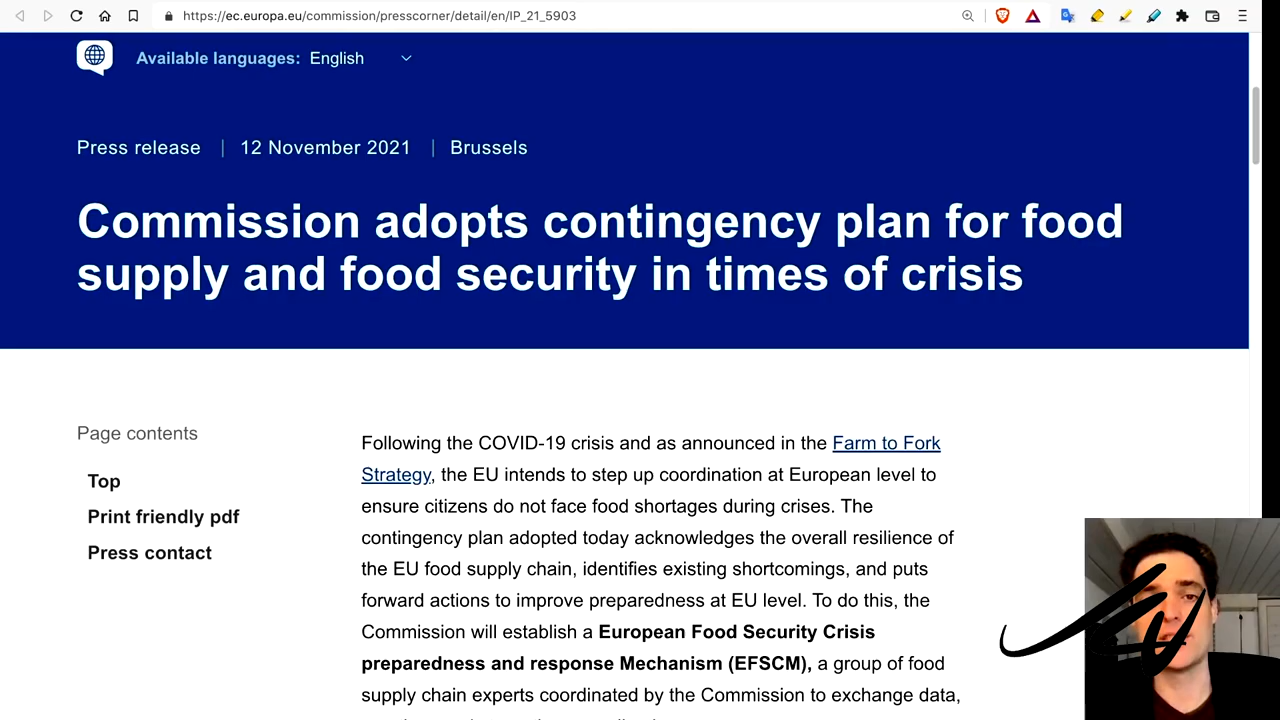 https://ec.europa.eu/commission/presscorner/detail/en/IP_21_5903
Available languages: English
Press release | 12 November 2021 | Brussels
Commission adopts contingency plan for food
supply and food security in times of crisis
Page contents
Top
Print friendly pdf
Press contact
Following the COVID-19 crisis and as announced in the Farm to Fork
Strategy, the EU intends to step up coordination at European level to
ensure citizens do not face food shortages during crises. The
contingency plan adopted today acknowledges the overall resilience of
the EU food supply chain, identifies existing shortcomings, and puts
forward actions to improve preparedness at EU level. To do this, the
Commission will establish a European Food Security Crisis
preparedness and response Mechanism (EFSCM), a group of food
supply chain experts coordinated by the Commission to exchange data,